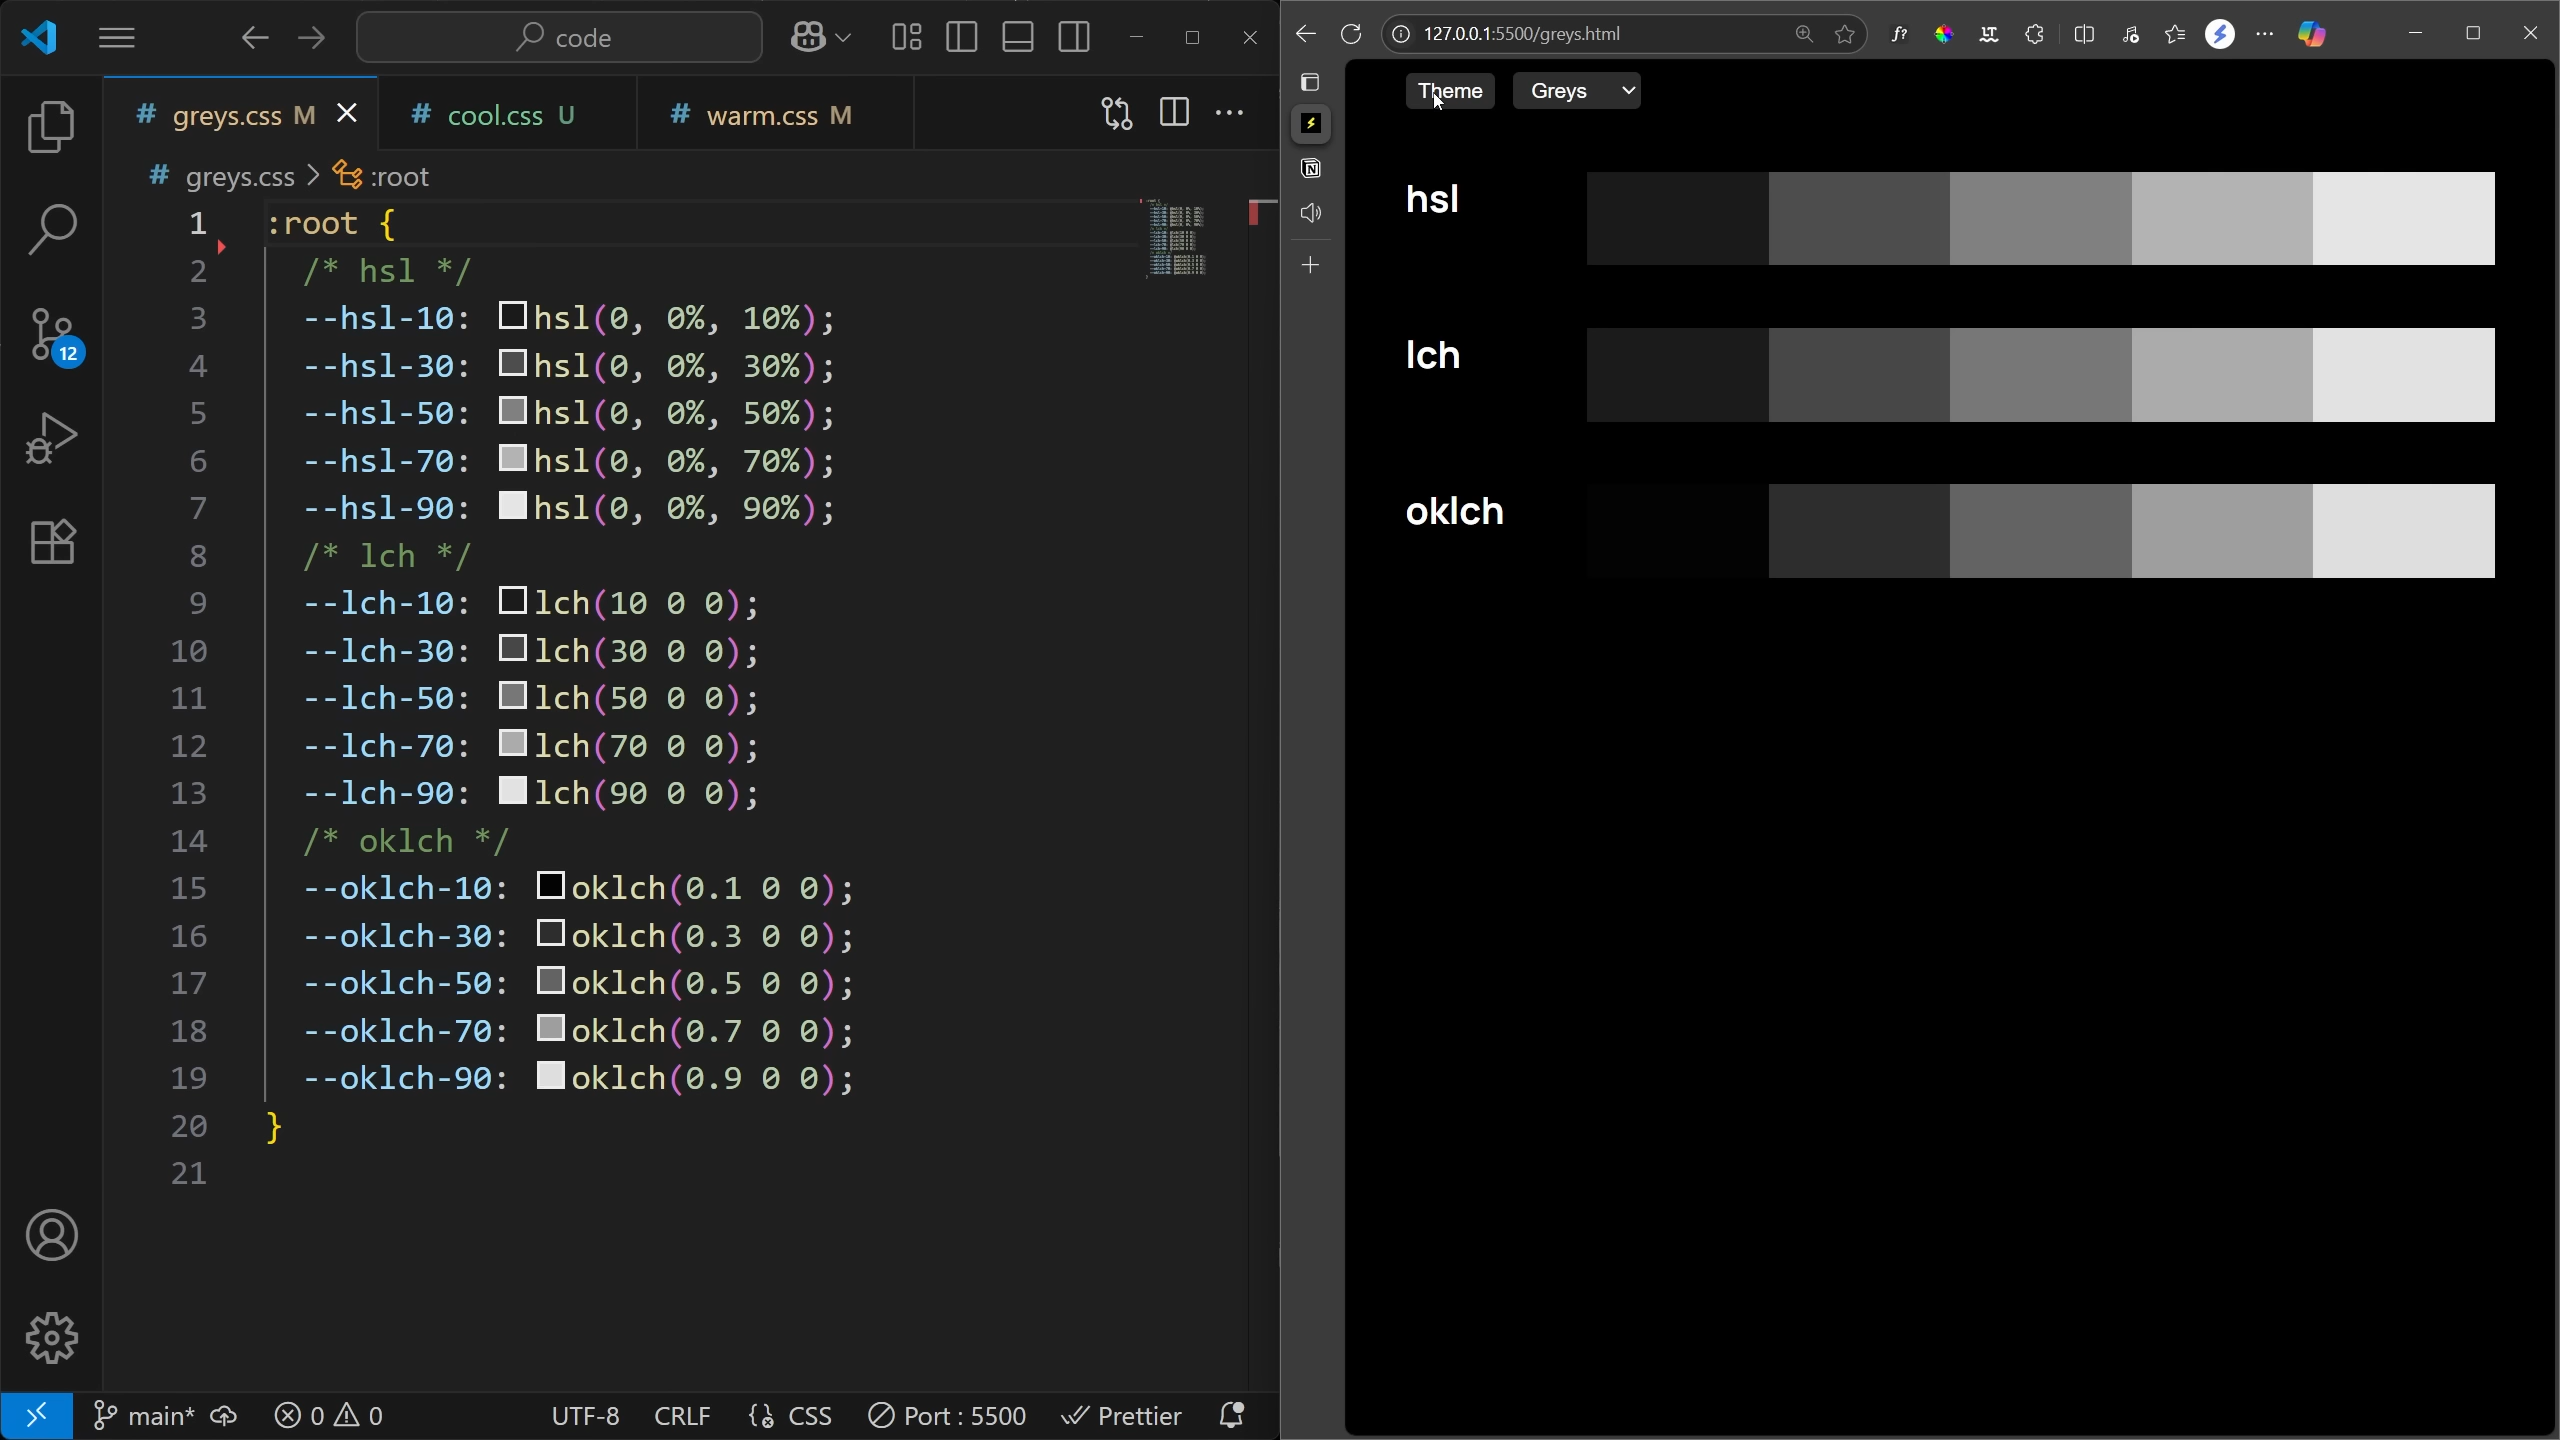 code
127.0.0.1:5500/greys.html
# greys.css M
# cool.css U
# warm.css M
# greys.css > :root
Theme
Greys
1 :root {
2 /* hsl */
3 --hsl-10: hsl(0, 0%, 10%);
4 --hsl-30: hsl(0, 0%, 30%);
5 --hsl-50: hsl(0, 0%, 50%);
6 --hsl-70: hsl(0, 0%, 70%);
7 --hsl-90: hsl(0, 0%, 90%);
8 /* lch */
9 --lch-10: lch(10 0 0);
10 --lch-30: lch(30 0 0);
11 --lch-50: lch(50 0 0);
12 --lch-70: lch(70 0 0);
13 --lch-90: lch(90 0 0);
14 /* oklch */
15 --oklch-10: oklch(0.1 0 0);
16 --oklch-30: oklch(0.3 0 0);
17 --oklch-50: oklch(0.5 0 0);
18 --oklch-70: oklch(0.7 0 0);
19 --oklch-90: oklch(0.9 0 0);
20 }
21
12
main* 0 0 UTF-8 CRLF {} CSS Port : 5500 Prettier
hsl
lch
oklch